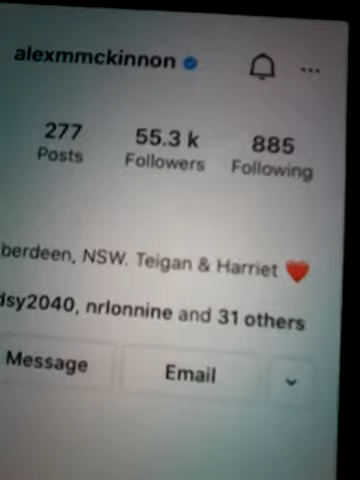 alexmmckinnon
277 55.3 k 885
Posts Followers Following
berdeen, NSW. Teigan & Harriet ❤️
dsy2040, nrlonnine and 31 others
Message Email